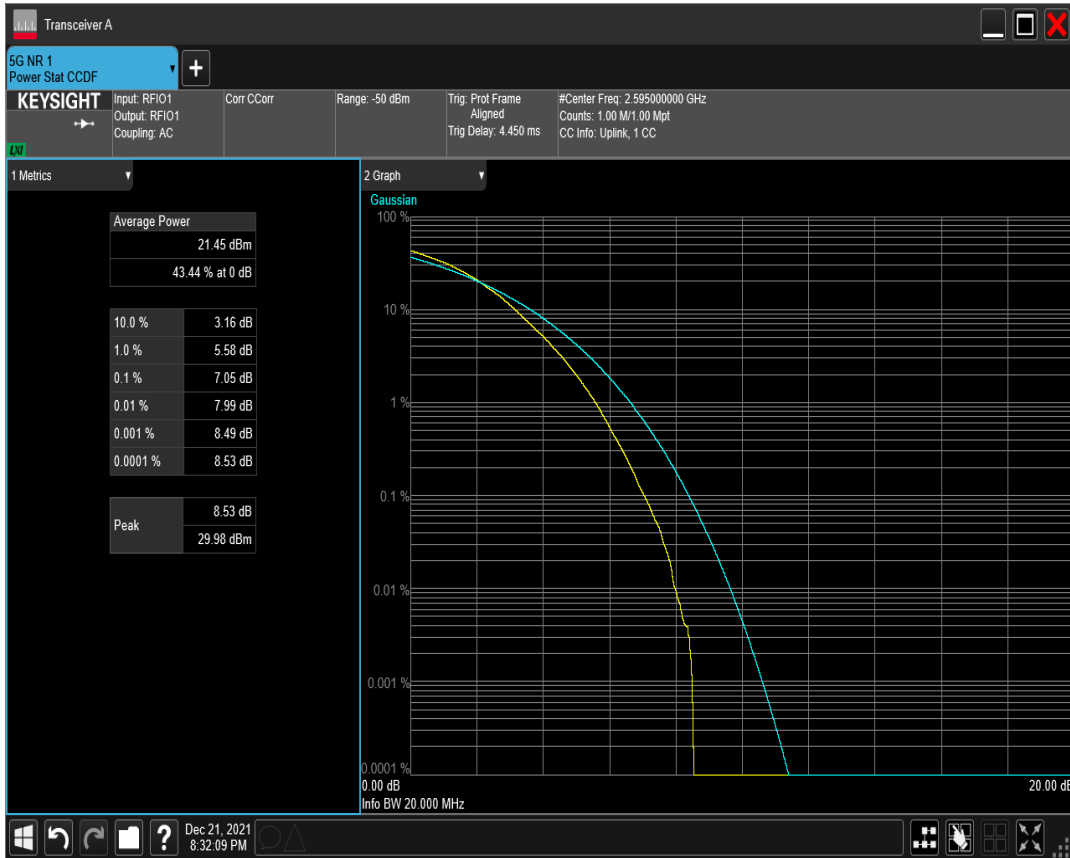 Transceiver A
5G NR 1
Power Stat CCDF
KEYSIGHT
LXI
Input: RFIO1
Output: RFIO1
Coupling: AC
Corr CCorr
Range: -50 dBm
Trig: Prot Frame
Aligned
Trig Delay: 4.450 ms
#Center Freq: 2.595000000 GHz
Counts: 1.00 M/1.00 Mpt
CC Info: Uplink, 1 CC
1 Metrics
Average Power
21.45 dBm
43.44 % at 0 dB
10.0 % 3.16 dB
1.0 % 5.58 dB
0.1 % 7.05 dB
0.01 % 7.99 dB
0.001 % 8.49 dB
0.0001 % 8.53 dB
Peak
8.53 dB
29.98 dBm
2 Graph
Gaussian
100 %
10 %
1 %
0.1 %
0.01 %
0.001 %
0.0001 %
0.00 dB 20.00 dB
Info BW 20.000 MHz
?
Dec 21, 2021
8:32:09 PM